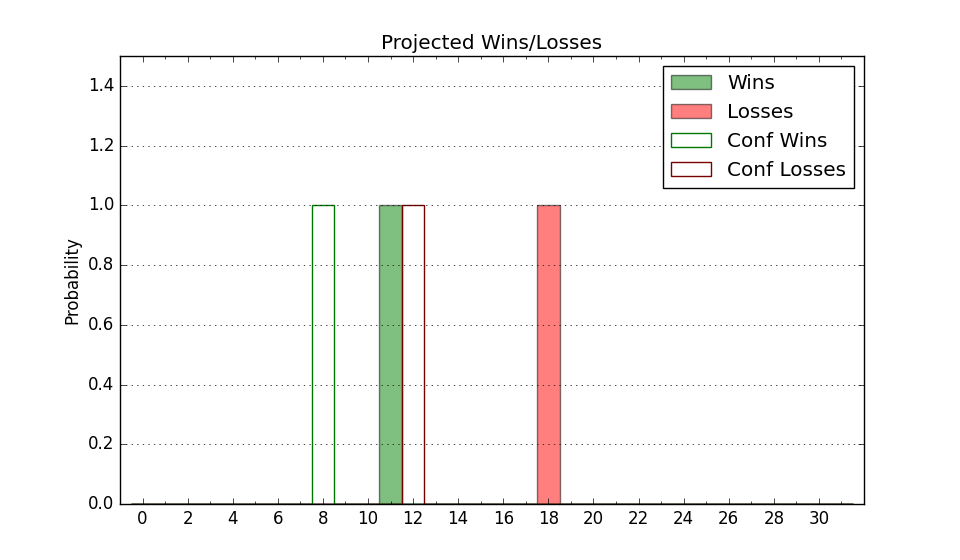 Projected Wins/Losses
Wins
Losses
Conf Wins
Conf Losses
Probability
1.4
1.2
1.0
0.8
0.6
0.4
0.2
0.0
0 2 4 6 8 10 12 14 16 18 20 22 24 26 28 30